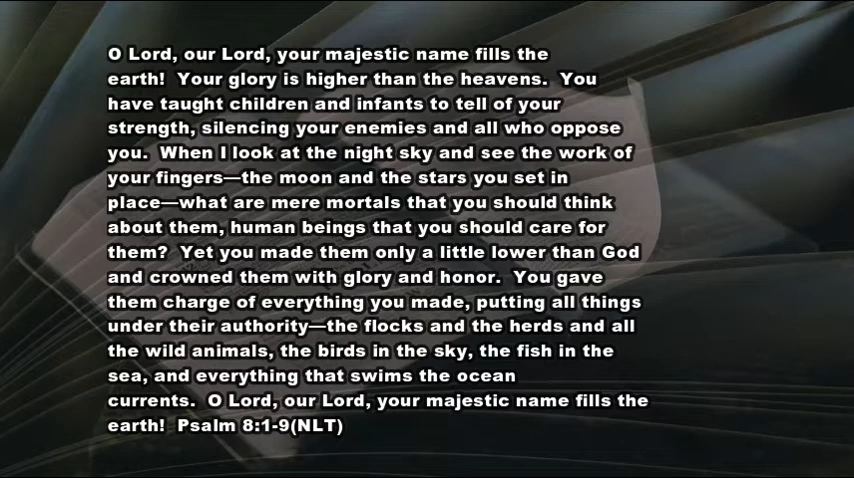 O Lord, our Lord, your majestic name fills the
earth!  Your glory is higher than the heavens.  You
have taught children and infants to tell of your
strength, silencing your enemies and all who oppose
you.  When I look at the night sky and see the work of
your fingers—the moon and the stars you set in
place—what are mere mortals that you should think
about them, human beings that you should care for
them?  Yet you made them only a little lower than God
and crowned them with glory and honor.  You gave
them charge of everything you made, putting all things
under their authority—the flocks and the herds and all
the wild animals, the birds in the sky, the fish in the
sea, and everything that swims the ocean
currents.  O Lord, our Lord, your majestic name fills the
earth!  Psalm 8:1-9(NLT)